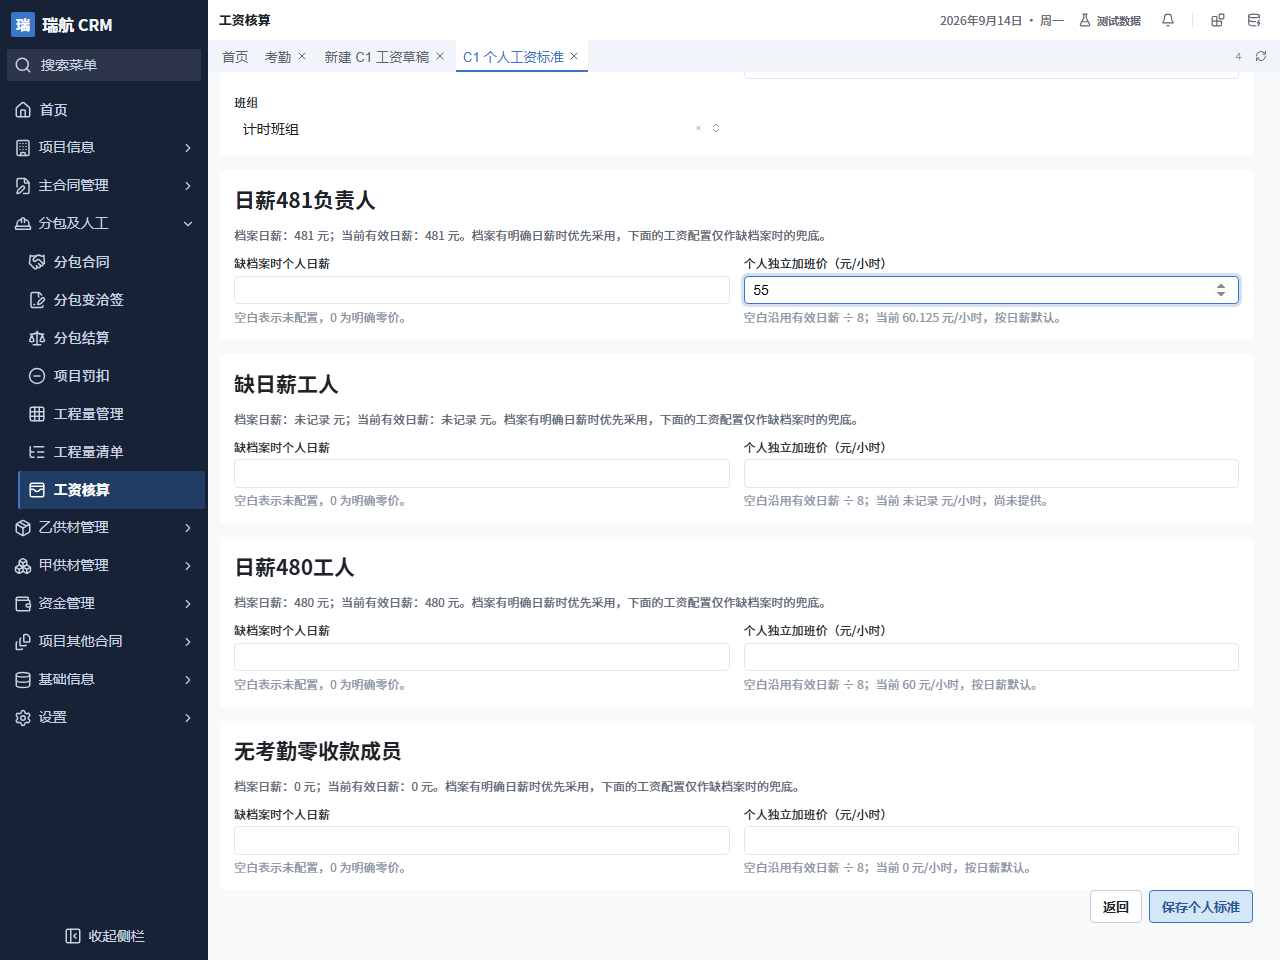 瑞 瑞航 CRM
搜索菜单
首页
项目信息
主合同管理
分包及人工
分包合同
分包变洽签
分包结算
项目罚扣
工程量管理
工程量清单
工资核算
乙供材管理
甲供材管理
资金管理
项目其他合同
基础信息
设置
收起侧栏
工资核算
2026年9月14日 · 周一 测试数据
首页 考勤 × 新建 C1 工资草稿 × C1 个人工资标准 × 4
班组
计时班组 ×
日薪481负责人
档案日薪：481 元；当前有效日薪：481 元。档案有明确日薪时优先采用，下面的工资配置仅作缺档案时的兜底。
缺档案时个人日薪 个人独立加班价（元/小时）
55
空白表示未配置，0 为明确零价。 空白沿用有效日薪 ÷ 8；当前 60.125 元/小时，按日薪默认。
缺日薪工人
档案日薪：未记录 元；当前有效日薪：未记录 元。档案有明确日薪时优先采用，下面的工资配置仅作缺档案时的兜底。
缺档案时个人日薪 个人独立加班价（元/小时）
空白表示未配置，0 为明确零价。 空白沿用有效日薪 ÷ 8；当前 未记录 元/小时，尚未提供。
日薪480工人
档案日薪：480 元；当前有效日薪：480 元。档案有明确日薪时优先采用，下面的工资配置仅作缺档案时的兜底。
缺档案时个人日薪 个人独立加班价（元/小时）
空白表示未配置，0 为明确零价。 空白沿用有效日薪 ÷ 8；当前 60 元/小时，按日薪默认。
无考勤零收款成员
档案日薪：0 元；当前有效日薪：0 元。档案有明确日薪时优先采用，下面的工资配置仅作缺档案时的兜底。
缺档案时个人日薪 个人独立加班价（元/小时）
空白表示未配置，0 为明确零价。 空白沿用有效日薪 ÷ 8；当前 0 元/小时，按日薪默认。
返回 保存个人标准